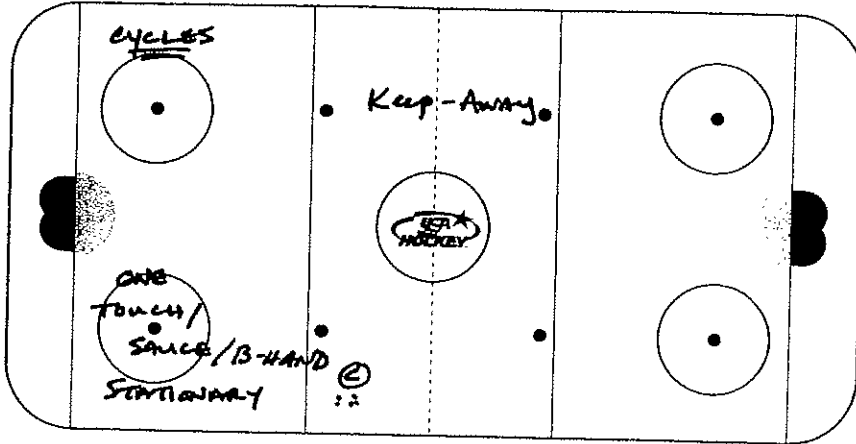 CYCLES
Keep-Away
USA
HOCKEY
ONE
TOUCH/
SAUCE/B-HAND
STATIONARY